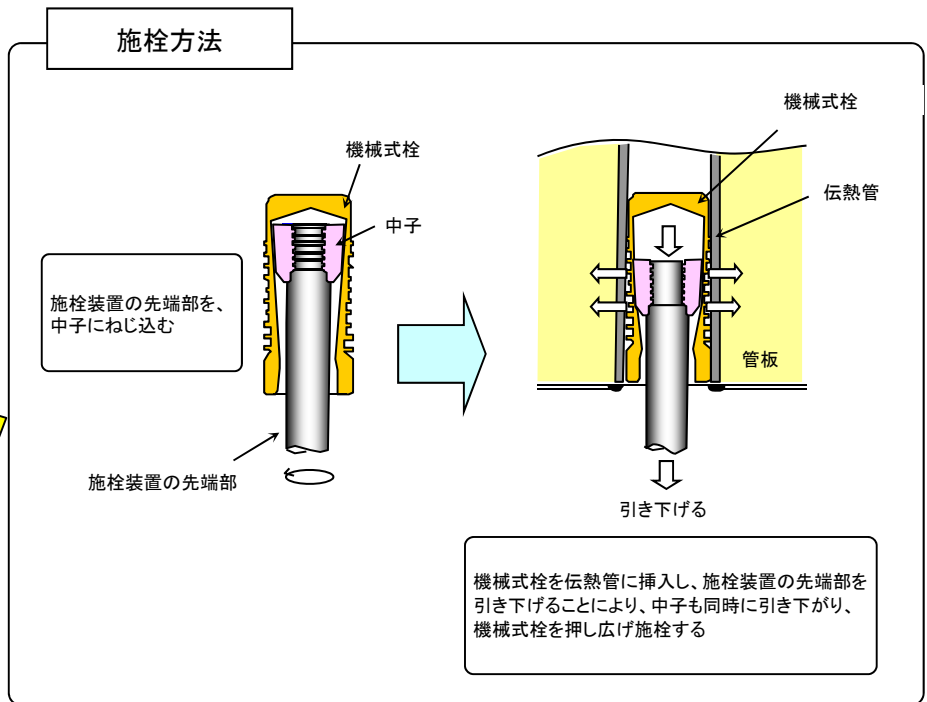 施栓方法
機械式栓
中子
施栓装置の先端部を、
中子にねじ込む
施栓装置の先端部
機械式栓
伝熱管
管板
引き下げる
機械式栓を伝熱管に挿入し、施栓装置の先端部を
引き下げることにより、中子も同時に引き下がり、
機械式栓を押し広げ施栓する